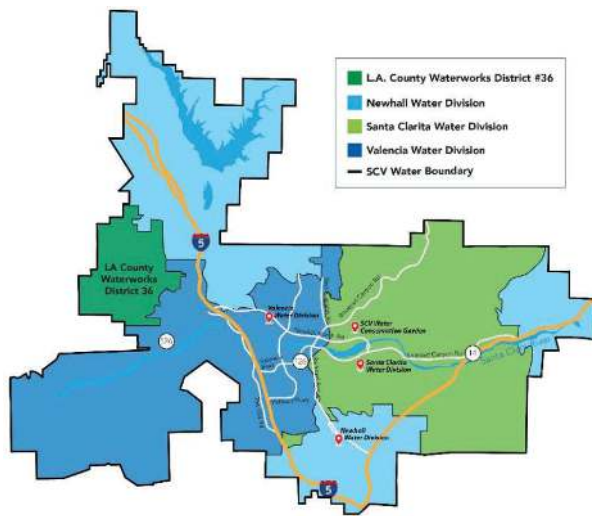 L.A. County Waterworks District #36
Newhall Water Division
Santa Clarita Water Division
Valencia Water Division
SCV Water Boundary
5
LA County
Waterworks
District 36
Valencia
Water Division
SCV Water
Conservation Garden
126
14
Santa Clarita
Water Division
Newhall
Water Division
5